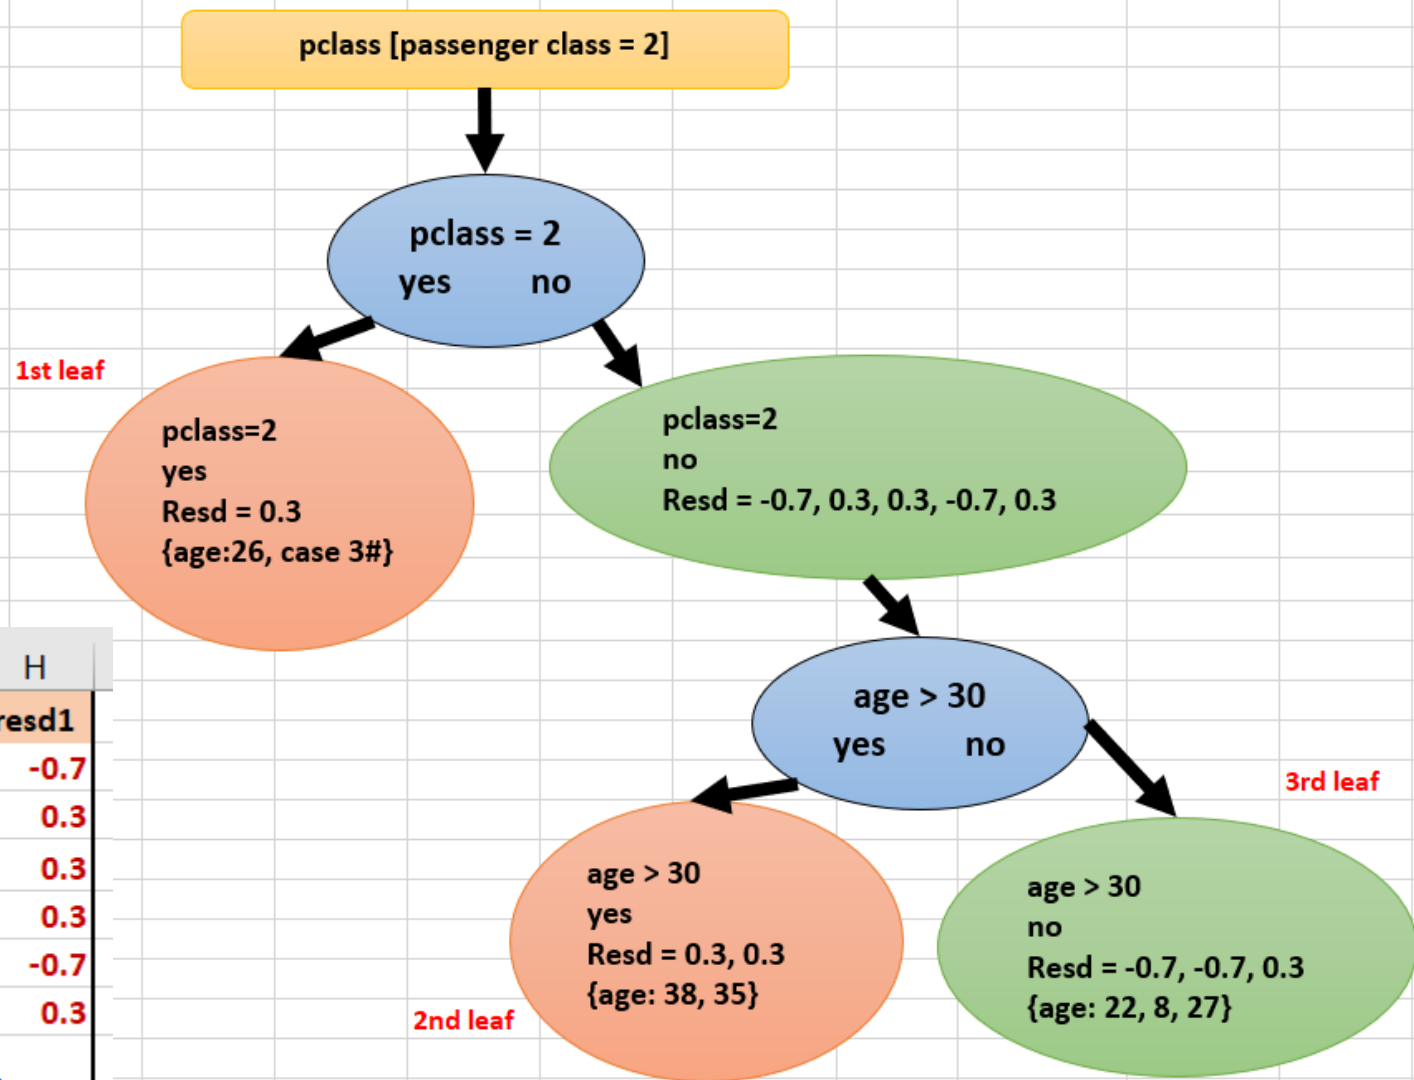 pclass [passenger class = 2]
pclass = 2
yes no
1st leaf
pclass=2
yes
Resd = 0.3
{age:26, case 3#}
pclass=2
no
Resd = -0.7, 0.3, 0.3, -0.7, 0.3
age > 30
yes no
H
resd1
-0.7
0.3
0.3
0.3
-0.7
0.3
2nd leaf
age > 30
yes
Resd = 0.3, 0.3
{age: 38, 35}
3rd leaf
age > 30
no
Resd = -0.7, -0.7, 0.3
{age: 22, 8, 27}